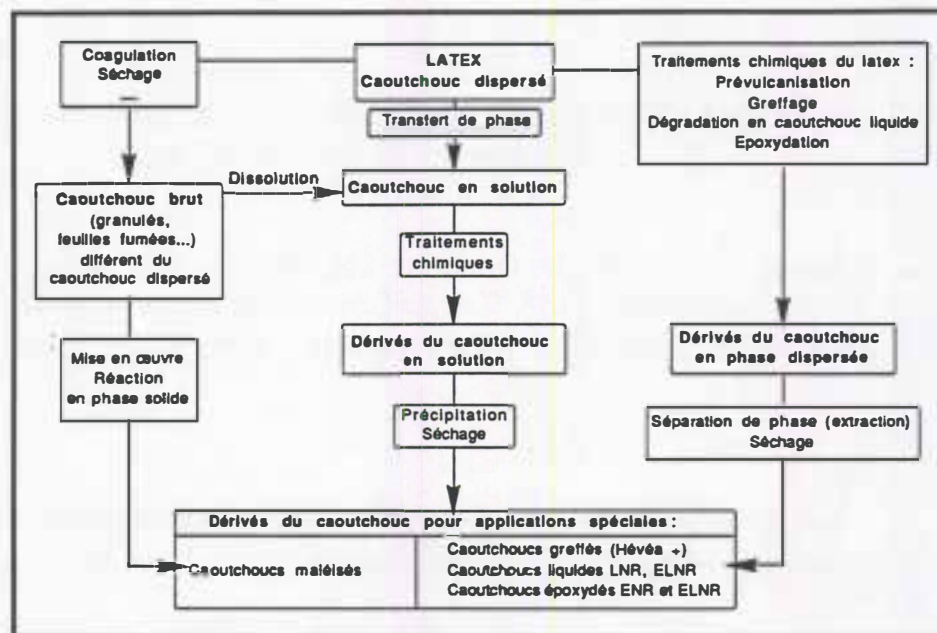 Coagulation
Séchage
LATEX
Caoutchouc dispersé
Traitements chimiques du latex :
Prévulcanisation
Greffage
Dégradation en caoutchouc liquide
Epoxydation
Transfert de phase
Dissolution
Caoutchouc brut
(granulés,
feuilles fumées...)
différent du
caoutchouc dispersé
Caoutchouc en solution
Traitements
chimiques
Mise en œuvre
Réaction
en phase solide
Dérivés du caoutchouc
en solution
Dérivés du caoutchouc
en phase dispersée
Précipitation
Séchage
Séparation de phase (extraction)
Séchage
Dérivés du caoutchouc pour applications spéciales :
Caoutchoucs maléisés
Caoutchoucs greffés (Hévéa +)
Caoutchoucs liquides LNR, ELNR
Caoutchoucs époxydés ENR et ELNR